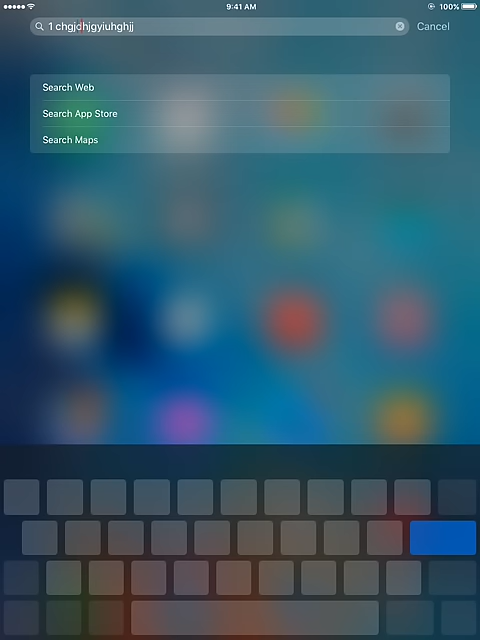 9:41 AM
100%
1 chgjdhjgyiuhghjj
Cancel
Search Web
Search App Store
Search Maps